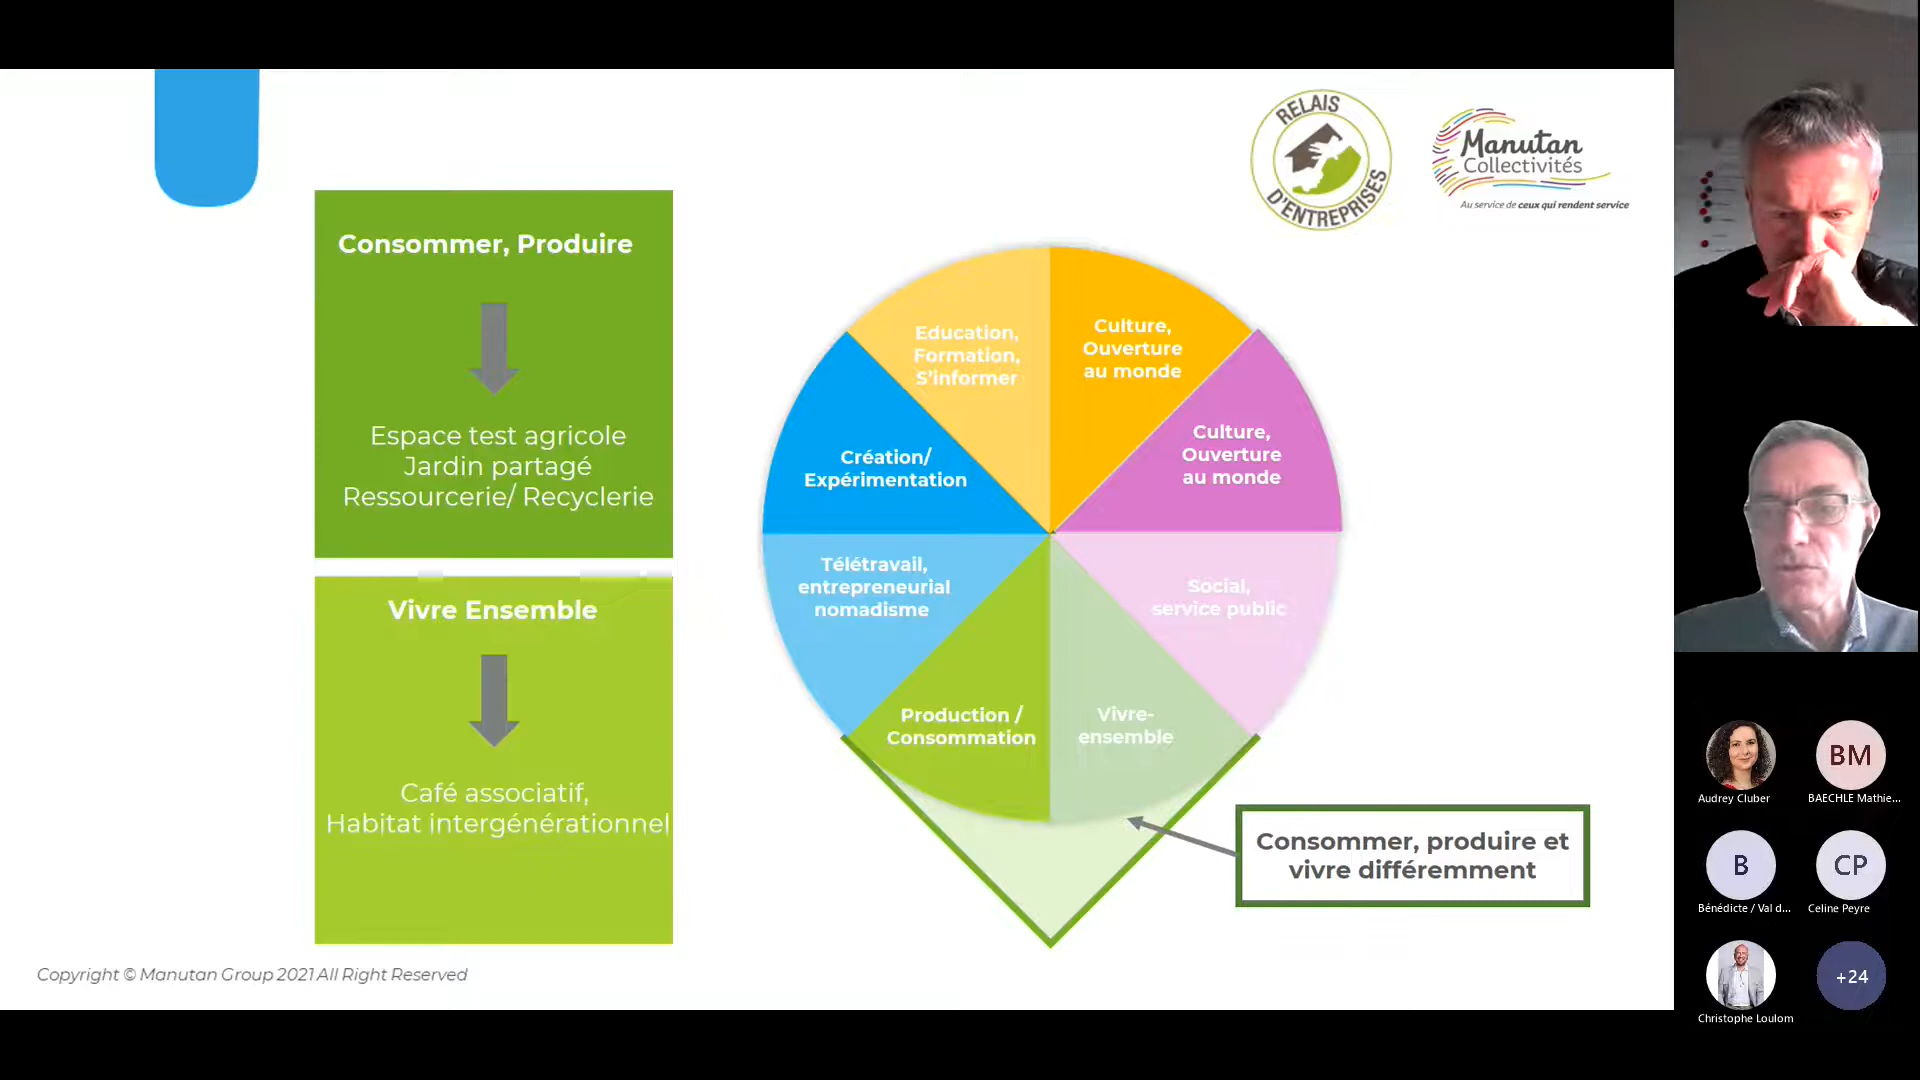 RELAIS
D'ENTREPRISES
Manutan
Collectivités
Au service de ceux qui rendent service
Consommer, Produire
Espace test agricole
Jardin partagé
Ressourcerie/ Recyclerie
Vivre Ensemble
Café associatif,
Habitat intergénérationnel
Education,
Formation,
S'informer
Culture,
Ouverture
au monde
Culture,
Ouverture
au monde
Création/
Expérimentation
Télétravail,
entrepreneurial
nomadisme
Social,
service public
Production /
Consommation
Vivre-
ensemble
Consommer, produire et
vivre différemment
Copyright © Manutan Group 2021 All Right Reserved
Audrey Cluber
BM
BAECHLE Mathie...
B
Bénédicte / Val d...
CP
Celine Peyre
Christophe Loulom
+24